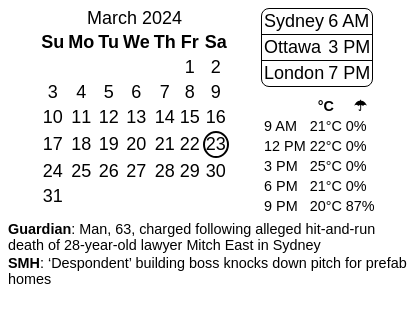 March 2024
Su Mo Tu We Th Fr Sa
1 2
3 4 5 6 7 8 9
10 11 12 13 14 15 16
17 18 19 20 21 22 23
24 25 26 27 28 29 30
31
Sydney 6 AM
Ottawa 3 PM
London 7 PM
°C ☂
9 AM 21°C 0%
12 PM 22°C 0%
3 PM 25°C 0%
6 PM 21°C 0%
9 PM 20°C 87%
Guardian: Man, 63, charged following alleged hit-and-run
death of 28-year-old lawyer Mitch East in Sydney
SMH: ‘Despondent’ building boss knocks down pitch for prefab
homes